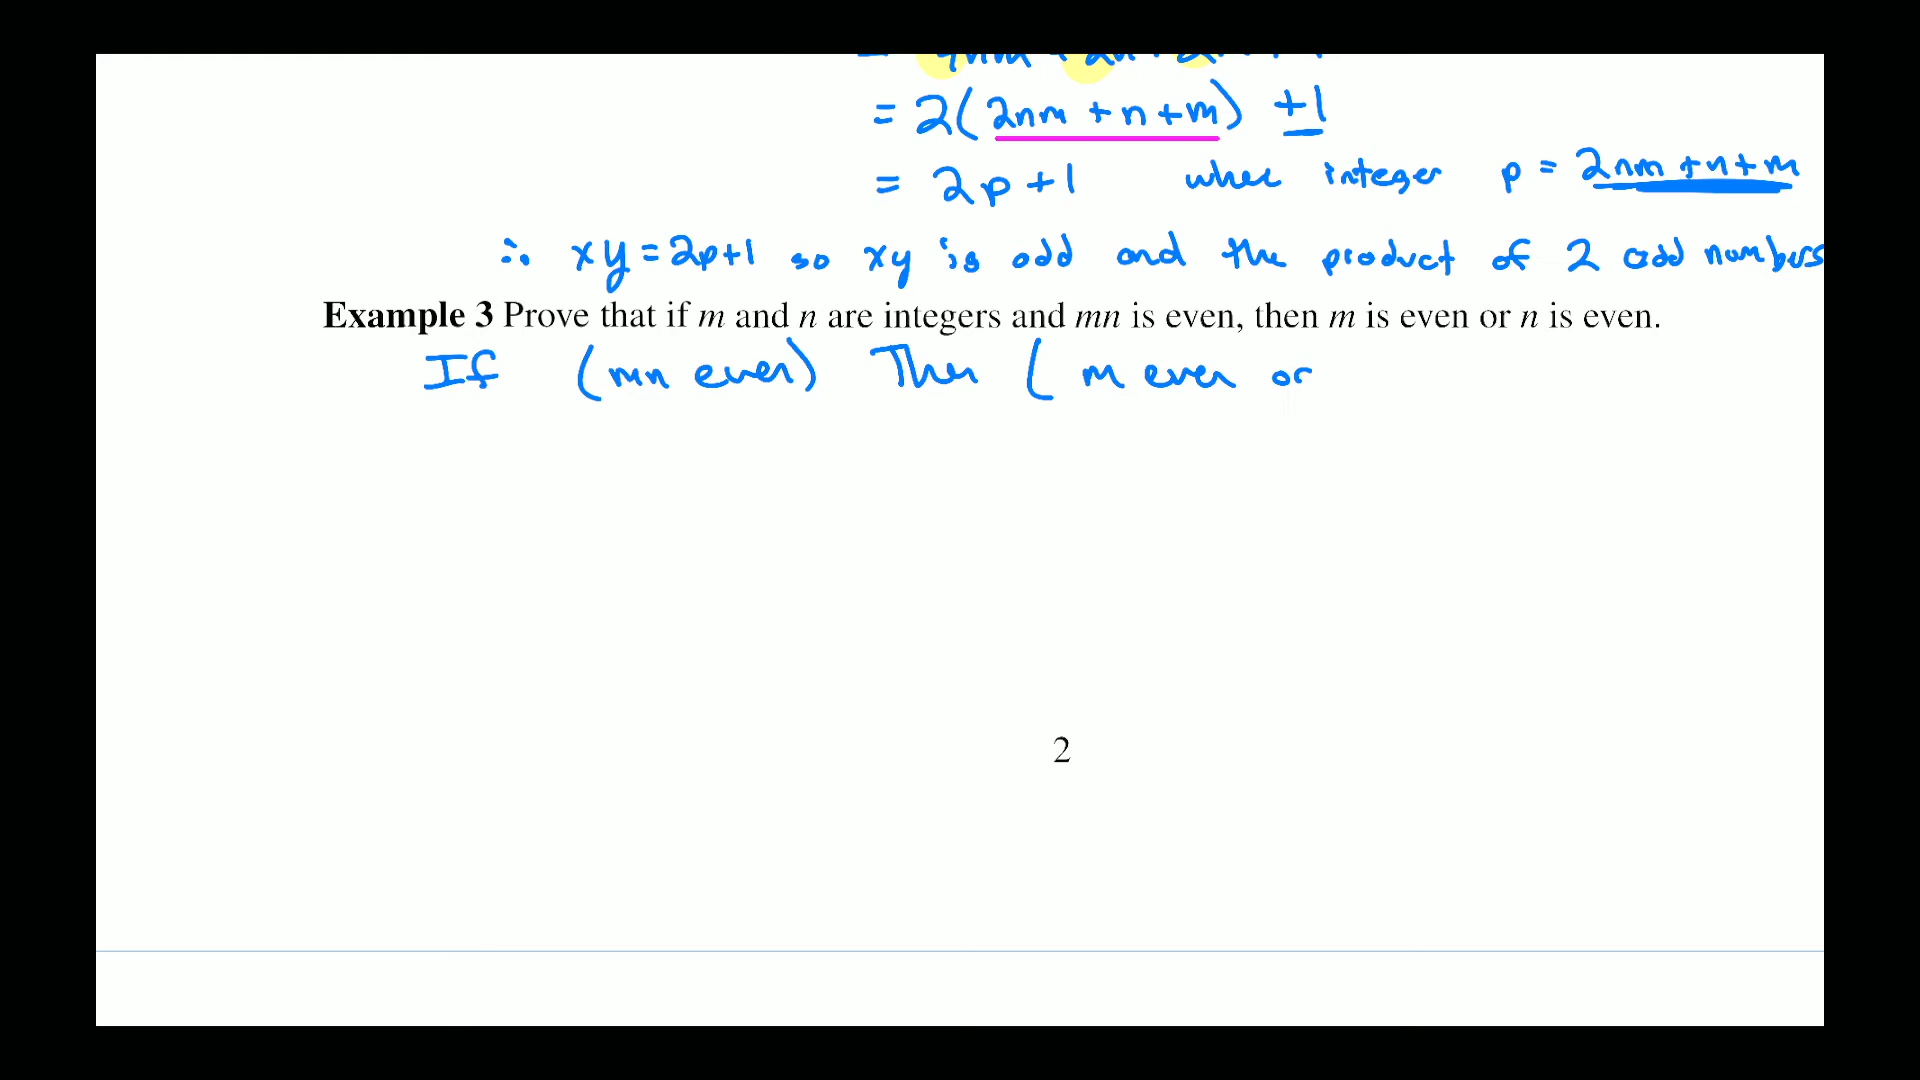 = 2(2nm + n + m) + 1
= 2p + 1 where integer p = 2nm + n + m
∴ xy = 2p+1 so xy is odd and the product of 2 odd numbers
Example 3 Prove that if m and n are integers and mn is even, then m is even or n is even.
If (mn even) Then ( m even or
2